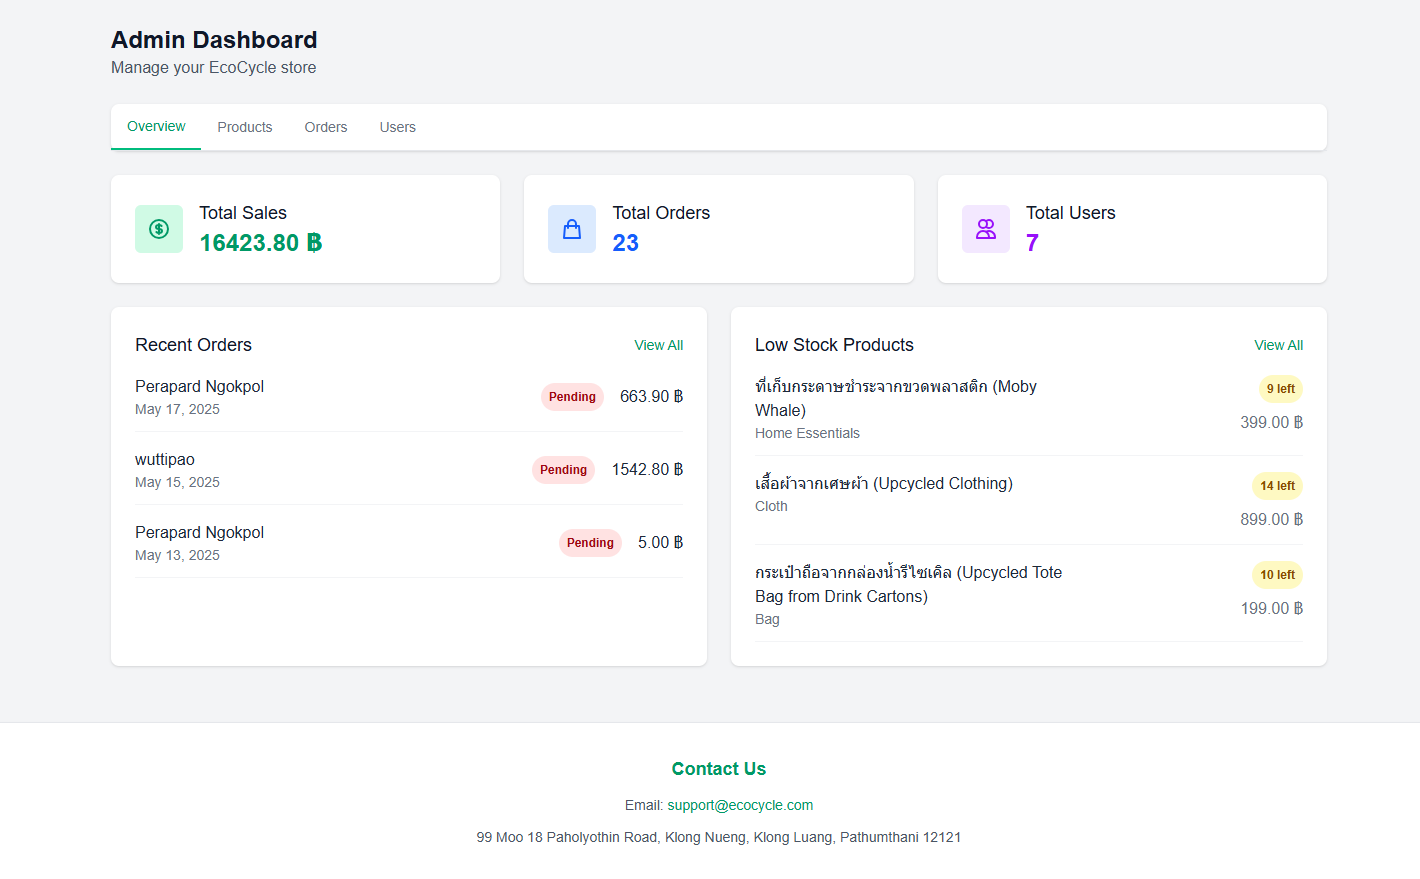 Admin Dashboard
Manage your EcoCycle store
Overview Products Orders Users
Total Sales
16423.80 ฿
Total Orders
23
Total Users
7
Recent Orders View All
Perapard Ngokpol
May 17, 2025
Pending 663.90 ฿
wuttipao
May 15, 2025
Pending 1542.80 ฿
Perapard Ngokpol
May 13, 2025
Pending 5.00 ฿
Low Stock Products View All
ที่เก็บกระดาษชำระจากขวดพลาสติก (Moby
Whale)
Home Essentials
9 left
399.00 ฿
เสื้อผ้าจากเศษผ้า (Upcycled Clothing)
Cloth
14 left
899.00 ฿
กระเป๋าถือจากกล่องน้ำรีไซเคิล (Upcycled Tote
Bag from Drink Cartons)
Bag
10 left
199.00 ฿
Contact Us
Email: support@ecocycle.com
99 Moo 18 Paholyothin Road, Klong Nueng, Klong Luang, Pathumthani 12121